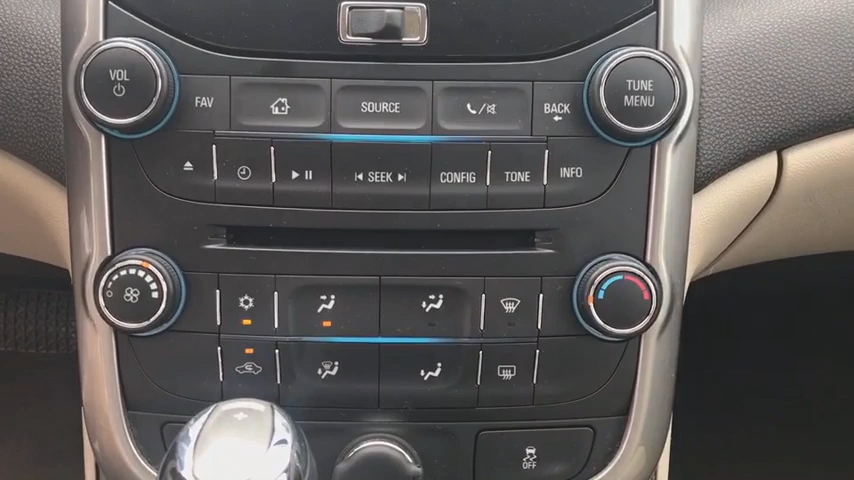 VOL
TUNE
MENU
FAV
SOURCE
BACK
SEEK
CONFIG
TONE
INFO
OFF